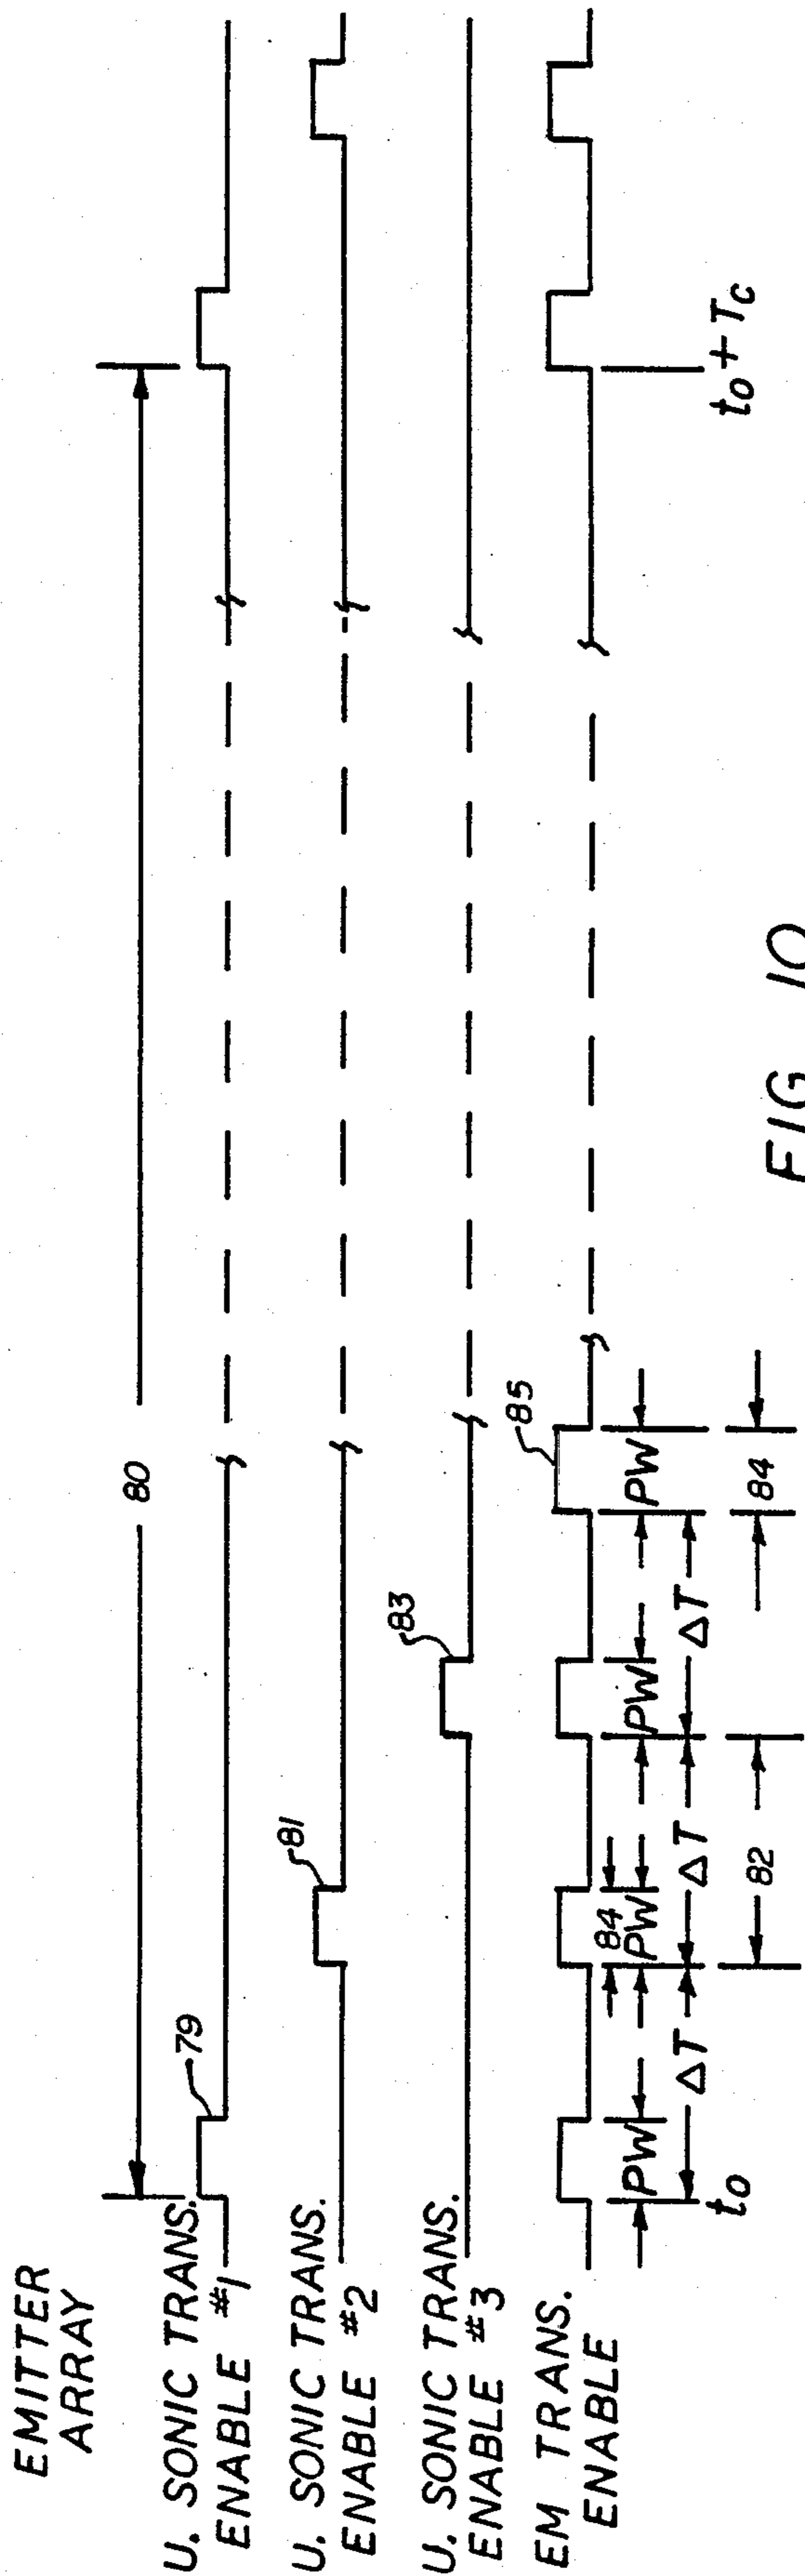 EMITTER
ARRAY
80
U. SONIC TRANS.
ENABLE #1
79
U. SONIC TRANS.
ENABLE #2
81
U. SONIC TRANS.
ENABLE #3
83
EM TRANS.
ENABLE
85
84
PW
PW
PW
PW
ΔT
ΔT
ΔT
t0
82
84
t0 + Tc
FIG 10